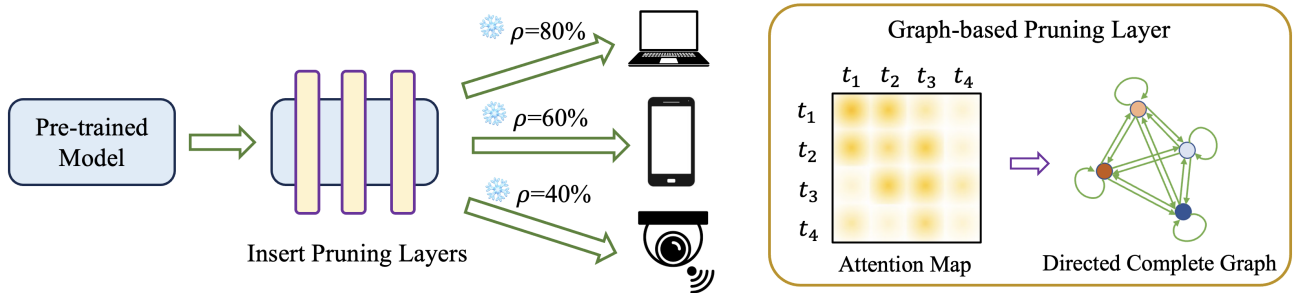 Pre-trained
Model
Insert Pruning Layers
ρ=80%
ρ=60%
ρ=40%
Graph-based Pruning Layer
t₁ t₂ t₃ t₄
t₁
t₂
t₃
t₄
Attention Map
Directed Complete Graph